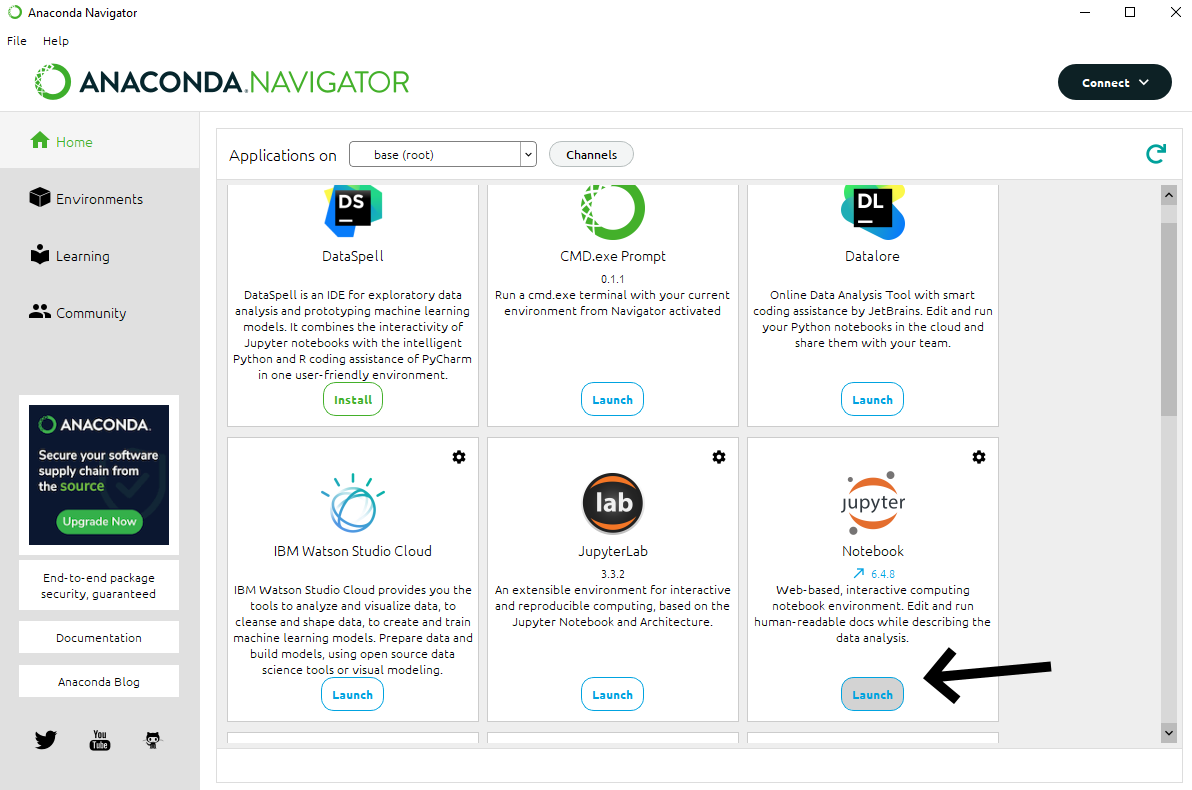 Anaconda Navigator
File Help
ANACONDA.NAVIGATOR
Connect
Home
Environments
Learning
Community
ANACONDA.
Secure your software
supply chain from
the source
Upgrade Now
End-to-end package
security, guaranteed
Documentation
Anaconda Blog
You
Tube
Applications on
base (root)
Channels
DS
DataSpell
DataSpell is an IDE for exploratory data
analysis and prototyping machine learning
models. It combines the interactivity of
Jupyter notebooks with the intelligent
Python and R coding assistance of PyCharm
in one user-friendly environment.
Install
CMD.exe Prompt
0.1.1
Run a cmd.exe terminal with your current
environment from Navigator activated
Launch
DL
Datalore
Online Data Analysis Tool with smart
coding assistance by JetBrains. Edit and run
your Python notebooks in the cloud and
share them with your team.
Launch
IBM Watson Studio Cloud
IBM Watson Studio Cloud provides you the
tools to analyze and visualize data, to
cleanse and shape data, to create and train
machine learning models. Prepare data and
build models, using open source data
science tools or visual modeling.
Launch
lab
JupyterLab
3.3.2
An extensible environment for interactive
and reproducible computing, based on the
Jupyter Notebook and Architecture.
Launch
jupyter
Notebook
6.4.8
Web-based, interactive computing
notebook environment. Edit and run
human-readable docs while describing the
data analysis.
Launch